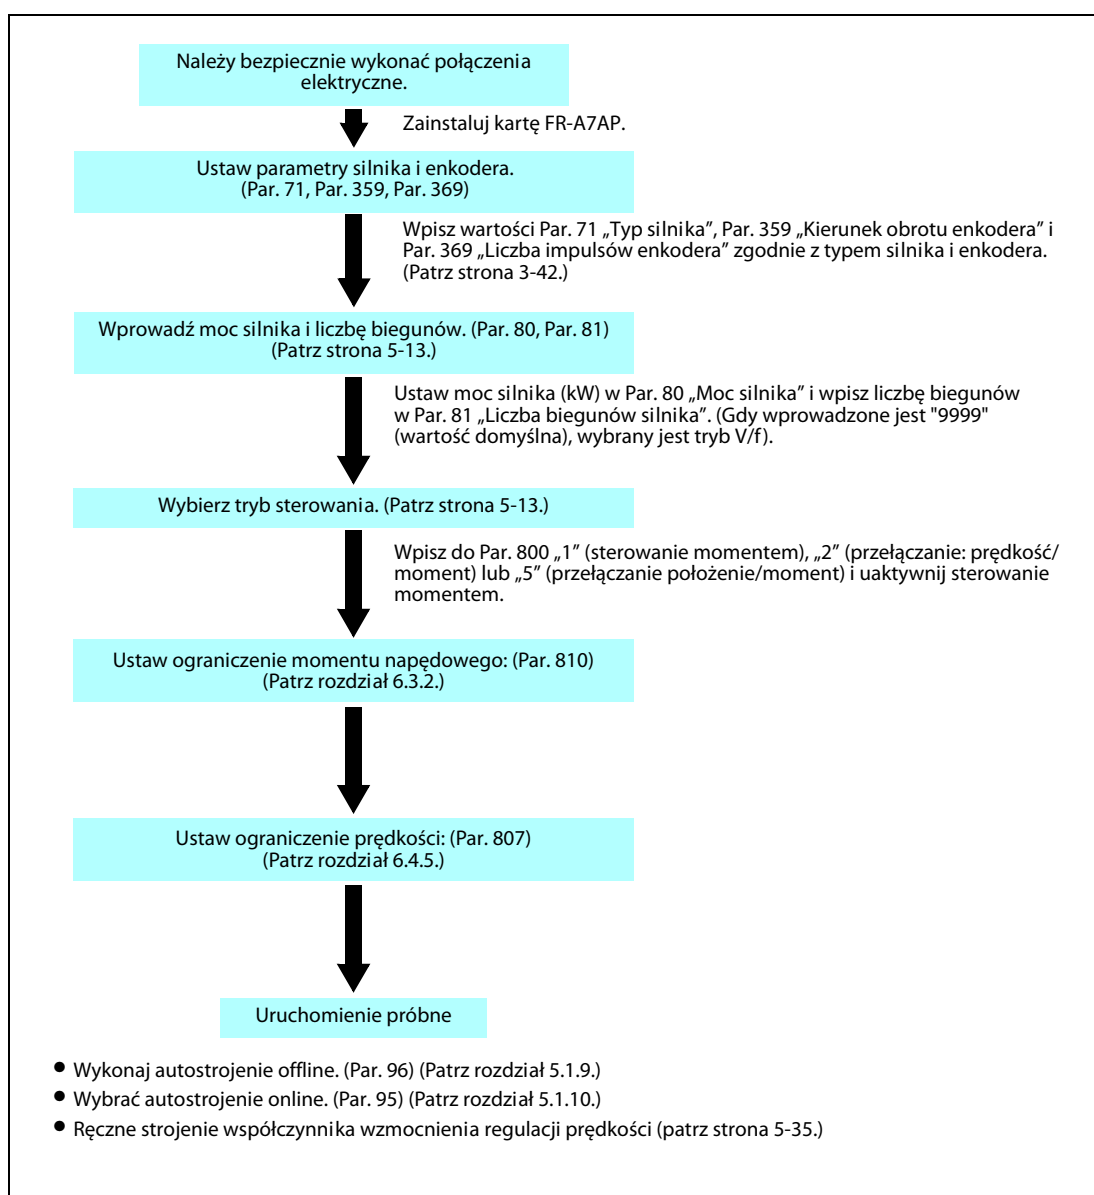 Należy bezpiecznie wykonać połączenia
elektryczne.
Zainstaluj kartę FR-A7AP.
Ustaw parametry silnika i enkodera.
(Par. 71, Par. 359, Par. 369)
Wpisz wartości Par. 71 „Typ silnika”, Par. 359 „Kierunek obrotu enkodera” i
Par. 369 „Liczba impulsów enkodera” zgodnie z typem silnika i enkodera.
(Patrz strona 3-42.)
Wprowadź moc silnika i liczbę biegunów. (Par. 80, Par. 81)
(Patrz strona 5-13.)
Ustaw moc silnika (kW) w Par. 80 „Moc silnika” i wpisz liczbę biegunów
w Par. 81 „Liczba biegunów silnika”. (Gdy wprowadzone jest "9999"
(wartość domyślna), wybrany jest tryb V/f).
Wybierz tryb sterowania. (Patrz strona 5-13.)
Wpisz do Par. 800 „1” (sterowanie momentem), „2” (przełączanie: prędkość/
moment) lub „5” (przełączanie położenie/moment) i uaktywnij sterowanie
momentem.
Ustaw ograniczenie momentu napędowego: (Par. 810)
(Patrz rozdział 6.3.2.)
Ustaw ograniczenie prędkości: (Par. 807)
(Patrz rozdział 6.4.5.)
Uruchomienie próbne
● Wykonaj autostrojenie offline. (Par. 96) (Patrz rozdział 5.1.9.)
● Wybrać autostrojenie online. (Par. 95) (Patrz rozdział 5.1.10.)
● Ręczne strojenie współczynnika wzmocnienia regulacji prędkości (patrz strona 5-35.)